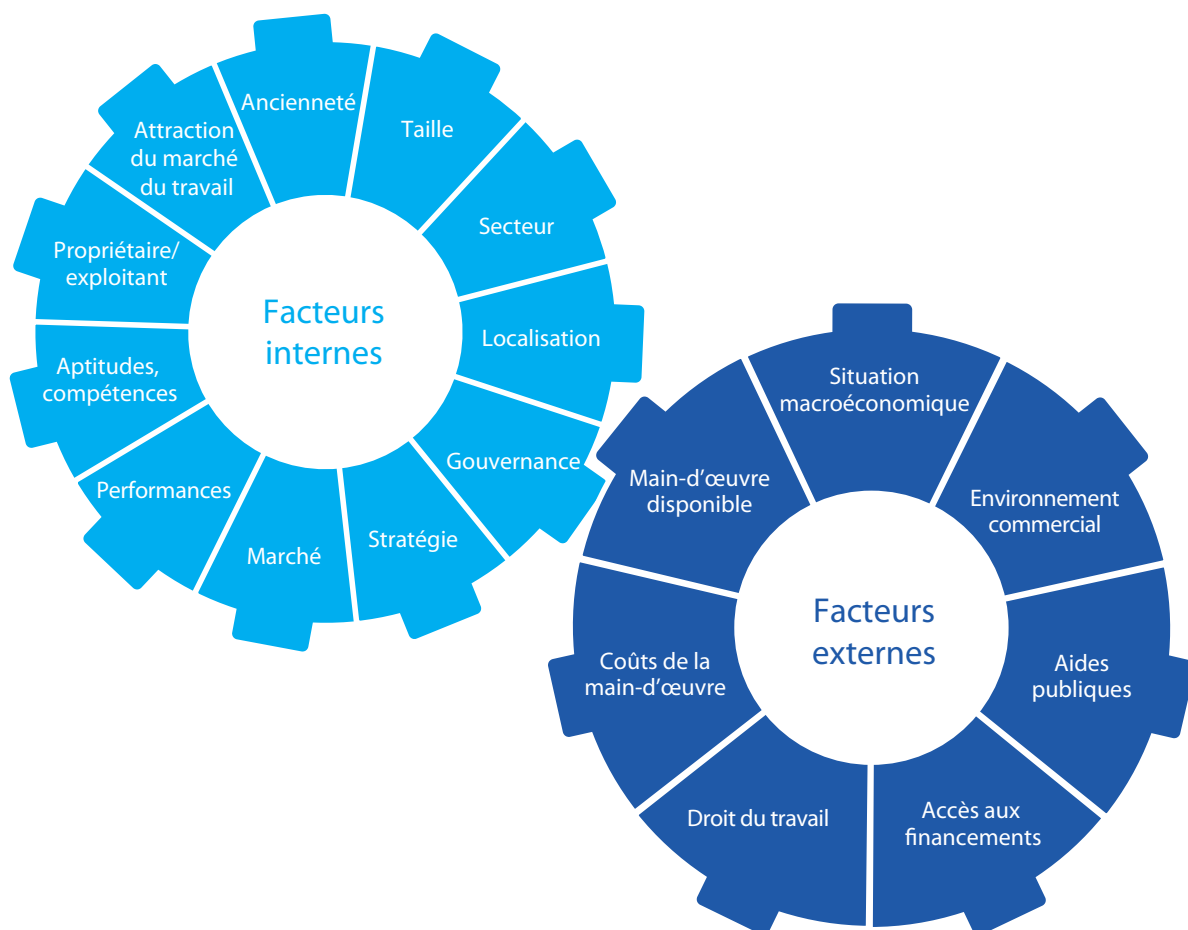 Facteurs
internes
Ancienneté
Taille
Secteur
Localisation
Gouvernance
Stratégie
Marché
Performances
Aptitudes,
compétences
Propriétaire/
exploitant
Attraction
du marché
du travail
Facteurs
externes
Situation
macroéconomique
Environnement
commercial
Aides
publiques
Accès aux
financements
Droit du travail
Coûts de la
main-d'œuvre
Main-d'œuvre
disponible